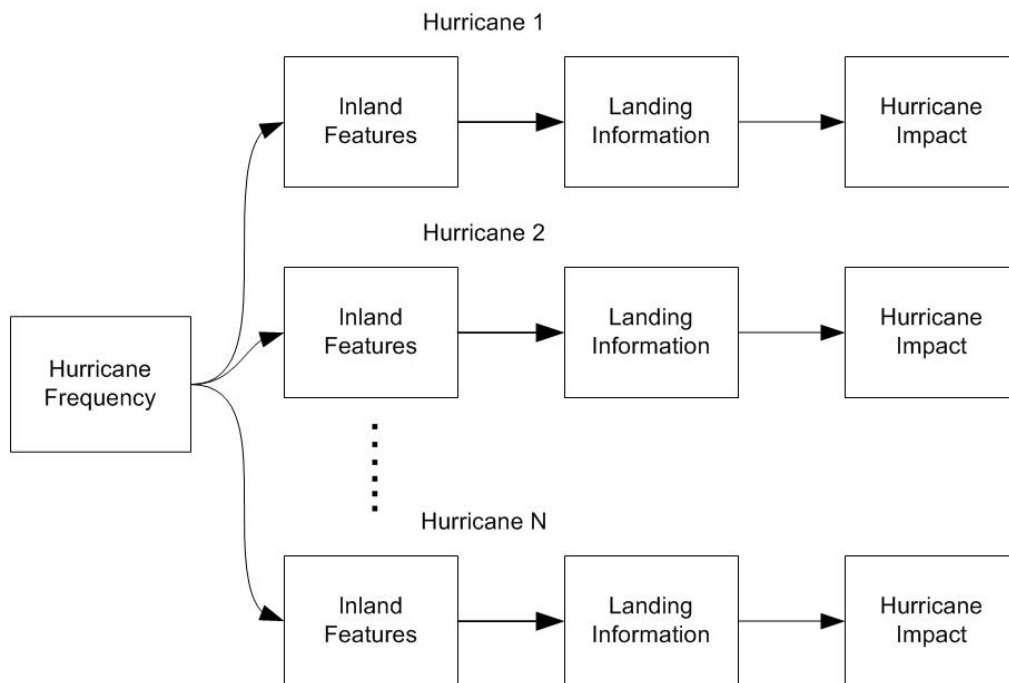 Hurricane 1
Inland
Features
Landing
Information
Hurricane
Impact
Hurricane 2
Inland
Features
Landing
Information
Hurricane
Impact
Hurricane
Frequency
Hurricane N
Inland
Features
Landing
Information
Hurricane
Impact